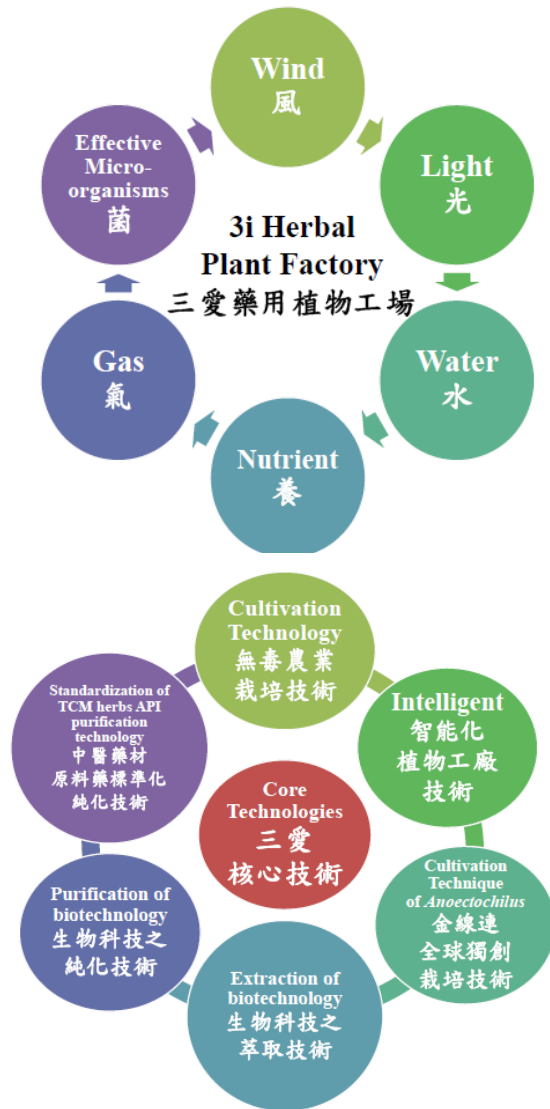 Wind
風
Light
光
Water
水
Nutrient
養
Gas
氣
Effective
Micro-
organisms
菌
3i Herbal
Plant Factory
三愛藥用植物工場
Cultivation
Technology
無毒農業
栽培技術
Intelligent
智能化
植物工廠
技術
Cultivation
Technique
of Anoectochilus
金線連
全球獨創
栽培技術
Extraction of
biotechnology
生物科技之
萃取技術
Purification of
biotechnology
生物科技之
純化技術
Standardization of
TCM herbs API
purification
technology
中醫藥材
原料藥標準化
純化技術
Core
Technologies
三愛
核心技術